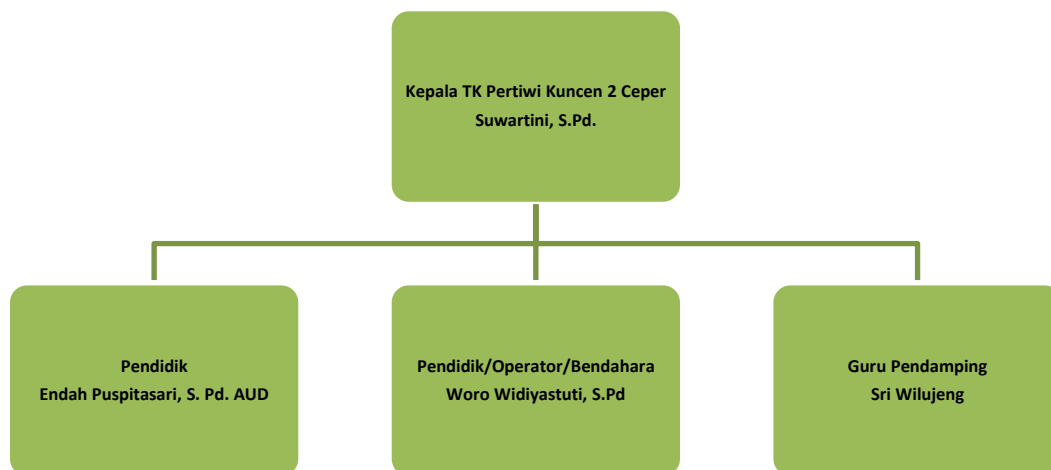 Kepala TK Pertiwi Kuncen 2 Ceper
Suwartini, S.Pd.
Pendidik
Endah Puspitasari, S. Pd. AUD
Pendidik/Operator/Bendahara
Woro Widiyastuti, S.Pd
Guru Pendamping
Sri Wilujeng